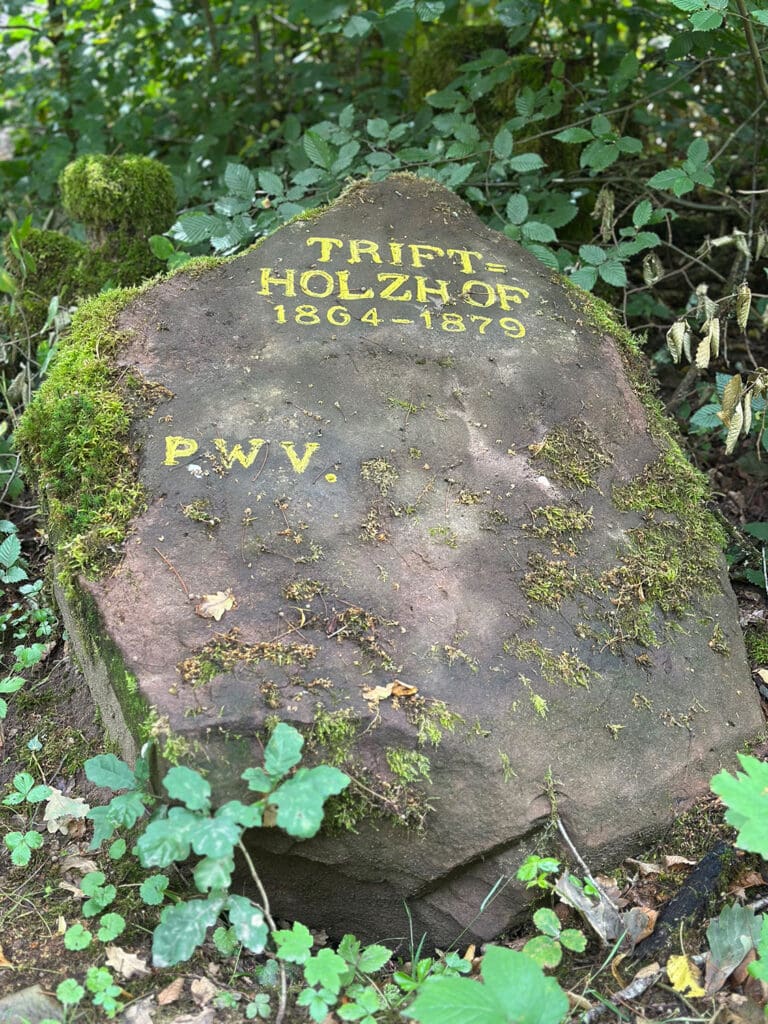 TRIFT=
HOLZHOF
1864–1879
P W V.